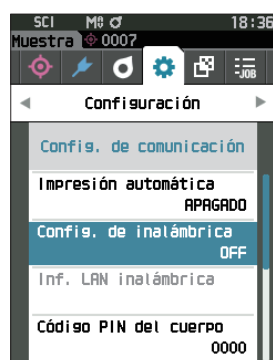 SCI M0 18:36
Muestra 0007
-JOB
Configuración
Config. de comunicación
Impresión automática
APAGADO
Config. de inalámbrica
OFF
Inf. LAN inalámbrica
Código PIN del cuerpo
0000